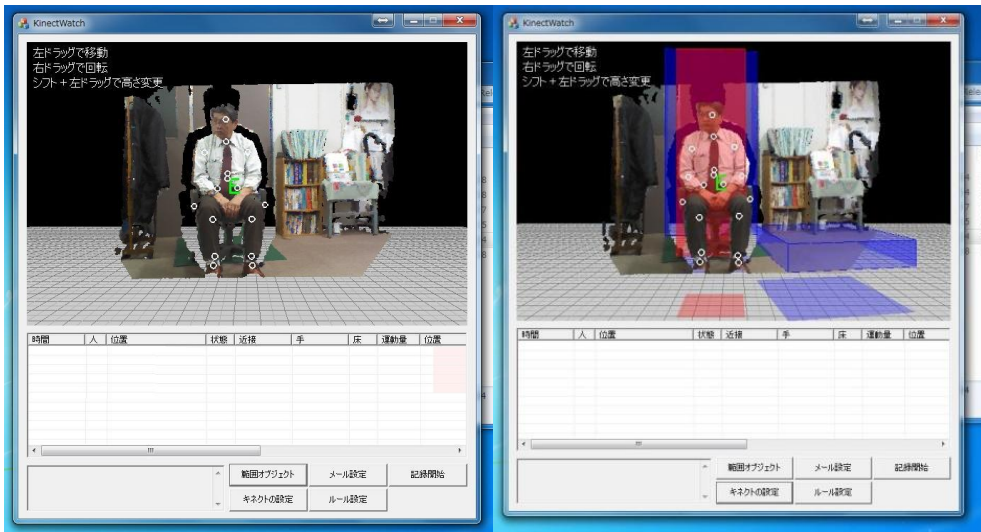 KinectWatch
左ドラッグで移動
右ドラッグで回転
シフト + 左ドラッグで高さ変更
時間 人 位置 状態 近接 手 床 運動量 位置
範囲オブジェクト メール設定 記録開始
キネクトの設定 ルール設定
KinectWatch
左ドラッグで移動
右ドラッグで回転
シフト + 左ドラッグで高さ変更
時間 人 位置 状態 近接 手 床 運動量 位置
範囲オブジェクト メール設定 記録開始
キネクトの設定 ルール設定